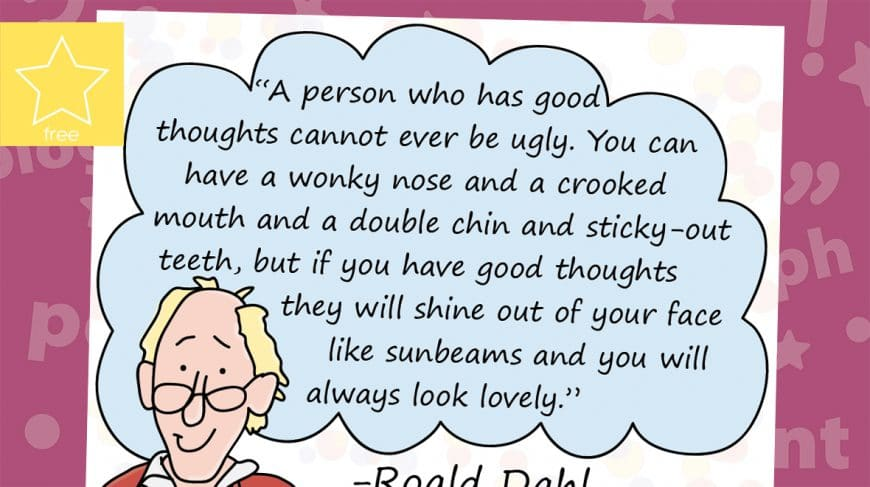 free
“A person who has good
thoughts cannot ever be ugly. You can
have a wonky nose and a crooked
mouth and a double chin and sticky-out
teeth, but if you have good thoughts
they will shine out of your face
like sunbeams and you will
always look lovely.”
-Roald Dahl